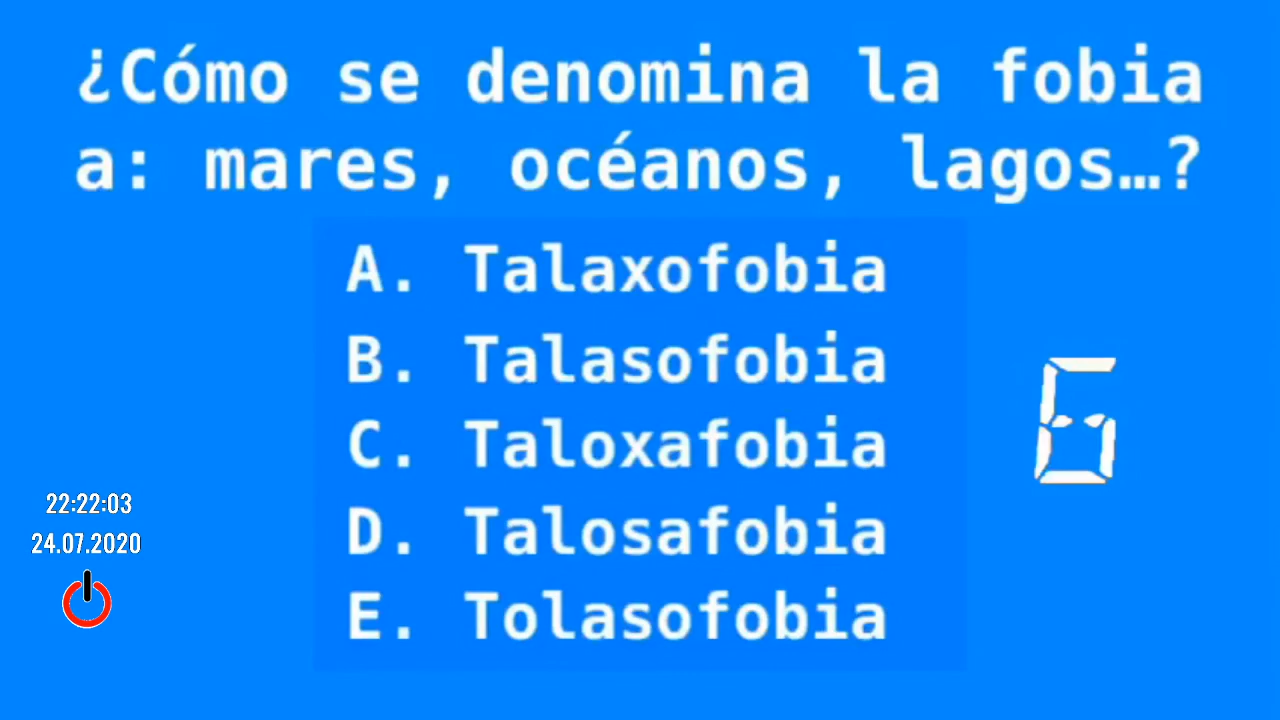 ¿Cómo se denomina la fobia
a: mares, océanos, lagos…?
A. Talaxofobia
B. Talasofobia
C. Taloxafobia
D. Talosafobia
E. Tolasofobia
6
22:22:03
24.07.2020